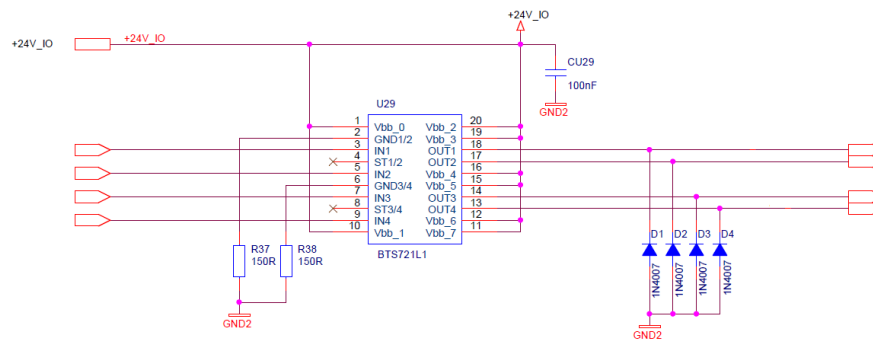 +24V_IO
+24V_IO +24V_IO
CU29
100nF
GND2
U29
1 Vbb_0 Vbb_2 20
2 GND1/2 Vbb_3 19
3 IN1 OUT1 18
4 ST1/2 OUT2 17
5 IN2 Vbb_4 16
6 GND3/4 Vbb_5 15
7 IN3 OUT3 14
8 ST3/4 OUT4 13
9 IN4 Vbb_6 12
10 Vbb_1 Vbb_7 11
BTS721L1
R37 R38
150R 150R
GND2
D1 D2 D3 D4
1N4007 1N4007 1N4007 1N4007
GND2